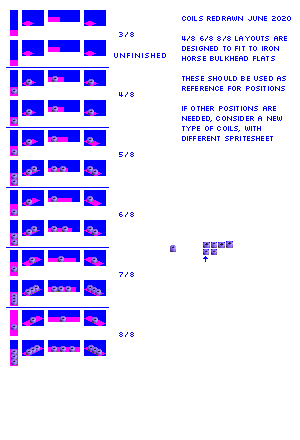 COILS REDRAWN JUNE 2020
3/8
4/8 6/8 8/8 LAYOUTS ARE
DESIGNED TO FIT TO IRON
HORSE BULKHEAD FLATS
UNFINISHED
THESE SHOULD BE USED AS
REFERENCE FOR POSITIONS
4/8
IF OTHER POSITIONS ARE
NEEDED, CONSIDER A NEW
TYPE OF COILS, WITH
DIFFERENT SPRITESHEET
5/8
6/8
7/8
8/8